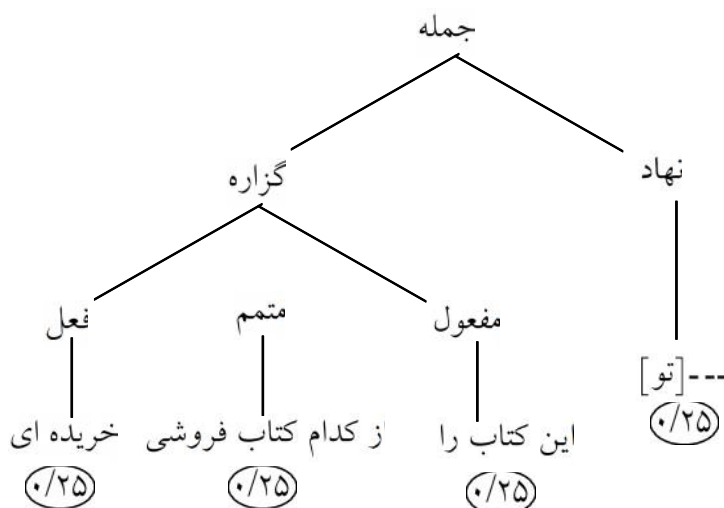 جمله
نهاد گزاره
مفعول متمم فعل
---[تو]
این کتاب را از کدام کتاب فروشی خریده ای
۰/۲۵
۰/۲۵ ۰/۲۵ ۰/۲۵